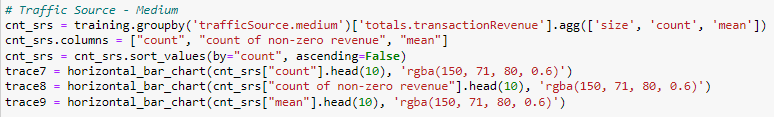 # Traffic Source - Medium
cnt_srs = training.groupby('trafficSource.medium')['totals.transactionRevenue'].agg(['size', 'count', 'mean'])
cnt_srs.columns = ["count", "count of non-zero revenue", "mean"]
cnt_srs = cnt_srs.sort_values(by="count", ascending=False)
trace7 = horizontal_bar_chart(cnt_srs["count"].head(10), 'rgba(150, 71, 80, 0.6)')
trace8 = horizontal_bar_chart(cnt_srs["count of non-zero revenue"].head(10), 'rgba(150, 71, 80, 0.6)')
trace9 = horizontal_bar_chart(cnt_srs["mean"].head(10), 'rgba(150, 71, 80, 0.6)')